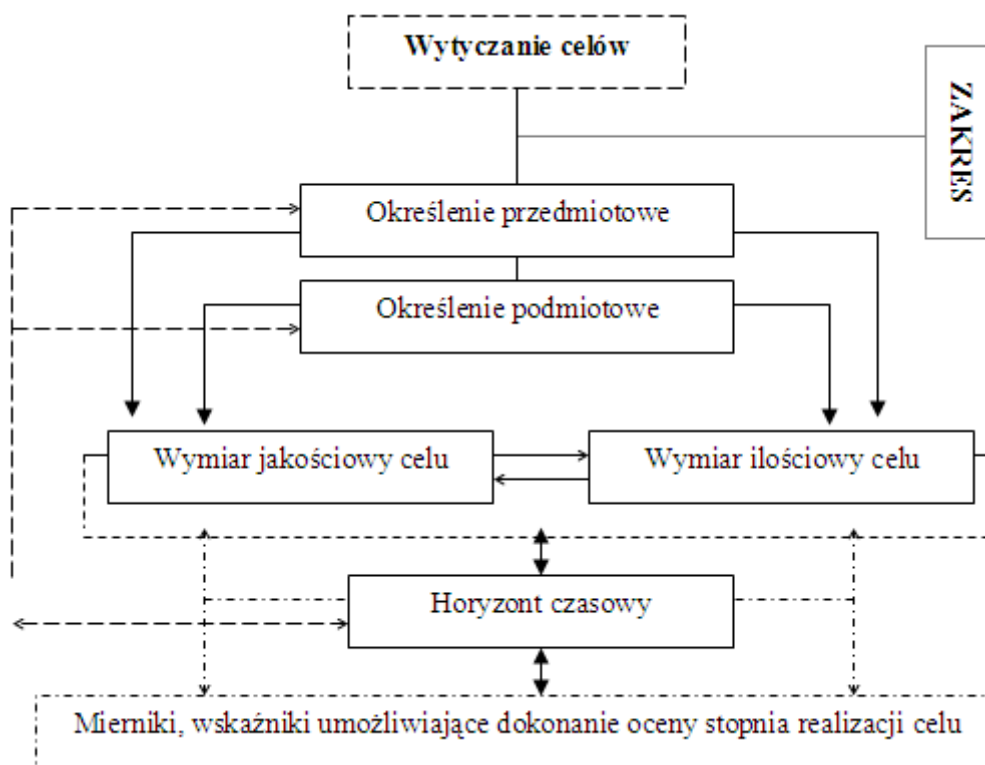 Wytyczanie celów
ZAKRES
Określenie przedmiotowe
Określenie podmiotowe
Wymiar jakościowy celu
Wymiar ilościowy celu
Horyzont czasowy
Mierniki, wskaźniki umożliwiające dokonanie oceny stopnia realizacji celu